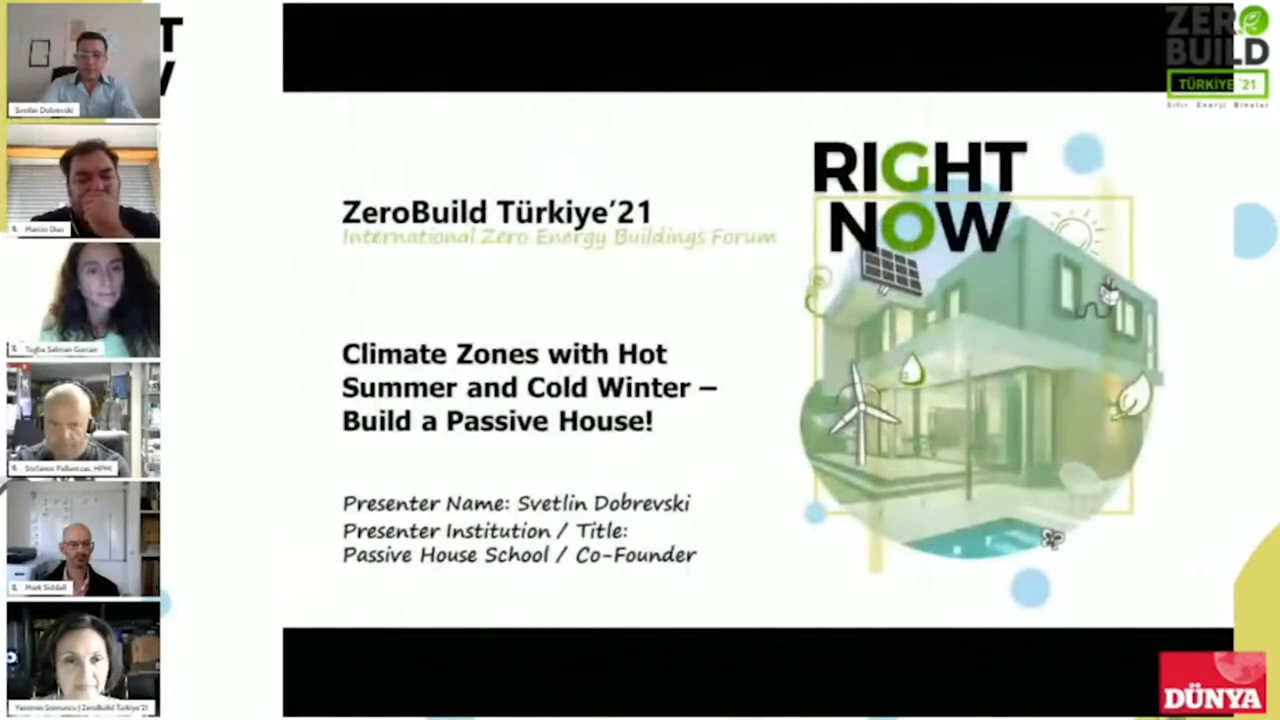 T
Svetlin Dobrevski
Marcio Dias
Tugba Salman Gurcan
Stefanos Pallantzas, HPHI
Mark Siddall
Yasemin Somuncu | ZeroBuild Türkiye'21
ZeroBuild Türkiye'21
International Zero Energy Buildings Forum
Climate Zones with Hot
Summer and Cold Winter –
Build a Passive House!
Presenter Name: Svetlin Dobrevski
Presenter Institution / Title:
Passive House School / Co-Founder
RIGHT
NOW
ZERO
BUILD
TÜRKİYE '21
Sıfır Enerji Binalar
DÜNYA